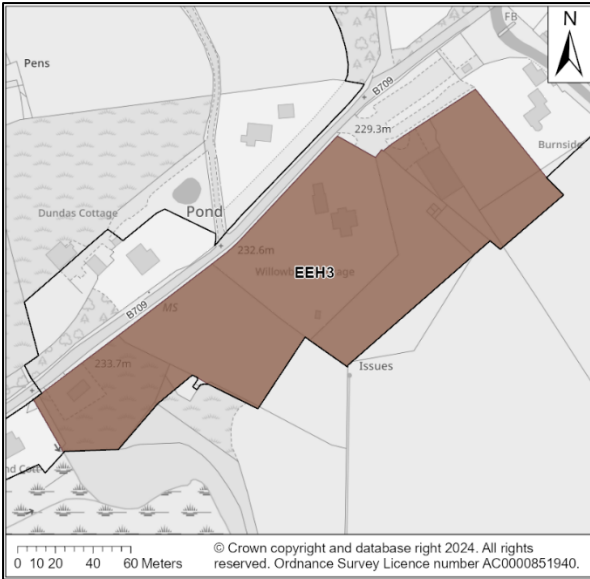 FB
N
Pens
B709
229.3m
Burnside
Dundas Cottage
Pond
232.6m
EEH3
B709
MS
233.7m
Issues
0 10 20 40 60 Meters
© Crown copyright and database right 2024. All rights
reserved. Ordnance Survey Licence number AC0000851940.